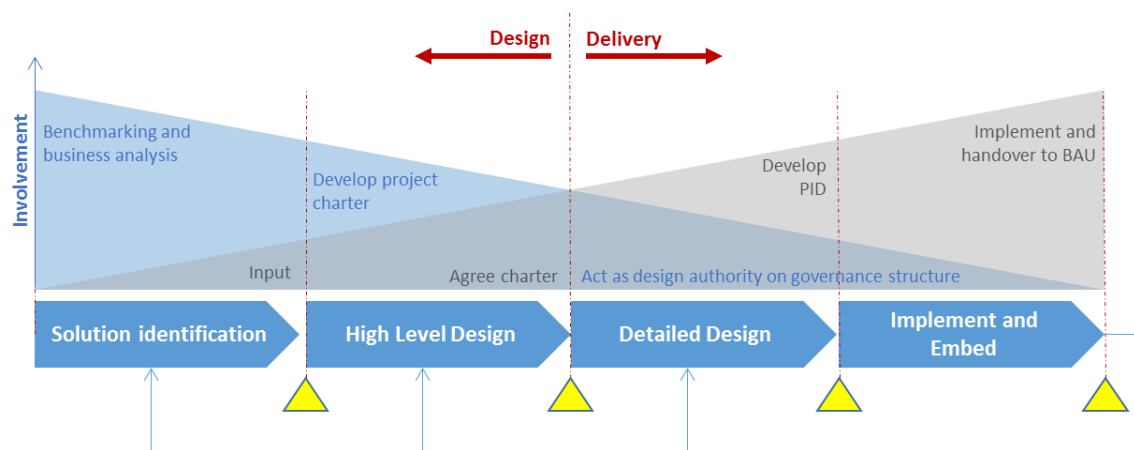 Design
Delivery
Involvement
Benchmarking and
business analysis
Develop project
charter
Develop
PID
Implement and
handover to BAU
Input
Agree charter
Act as design authority on governance structure
Solution identification
High Level Design
Detailed Design
Implement and
Embed